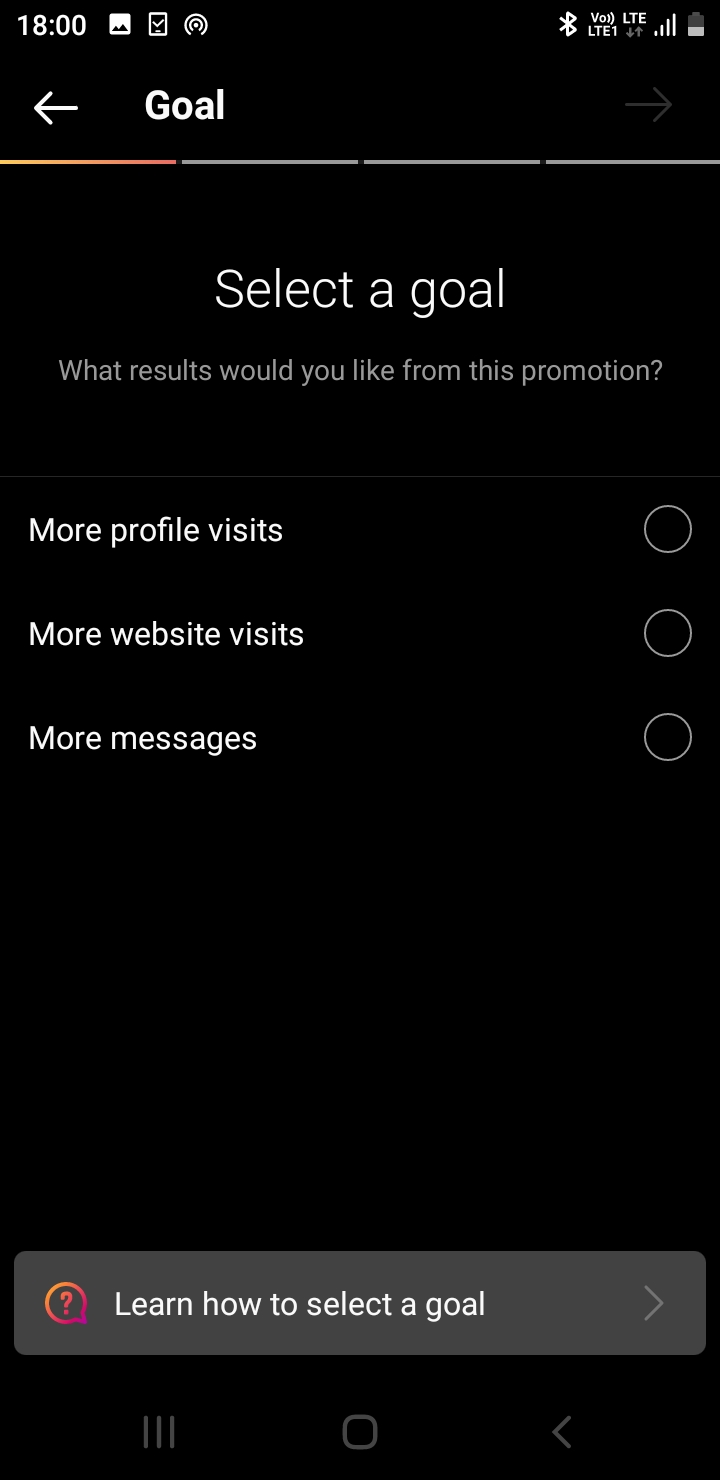 18:00
Vo)) LTE
LTE1
Goal
Select a goal
What results would you like from this promotion?
More profile visits
More website visits
More messages
? Learn how to select a goal